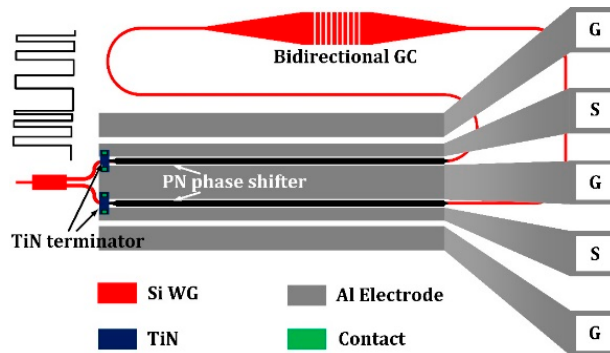 G
Bidirectional GC
S
PN phase shifter
G
TiN terminator
S
Si WG
Al Electrode
G
TiN
Contact